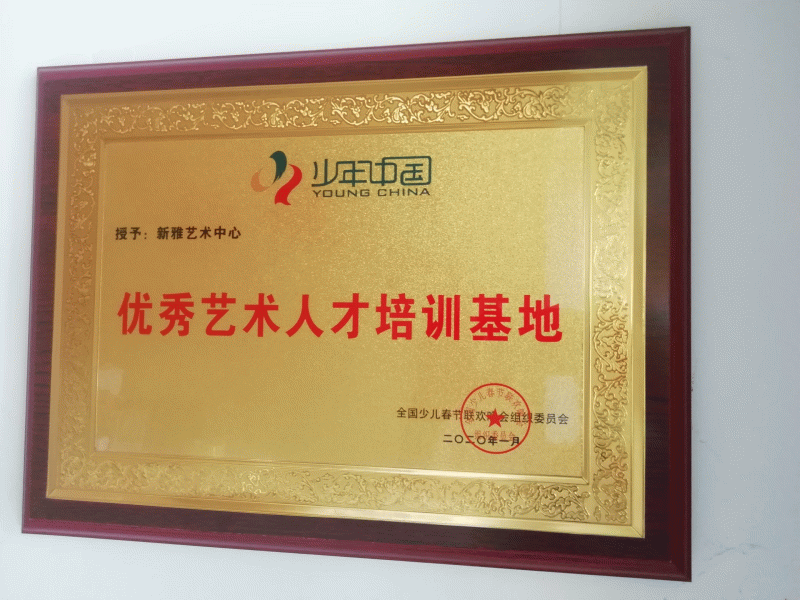 少年中国
YOUNG CHINA
授予：新雅艺术中心
优秀艺术人才培训基地
全国少儿春节联欢晚会组织委员会
二〇二〇年一月